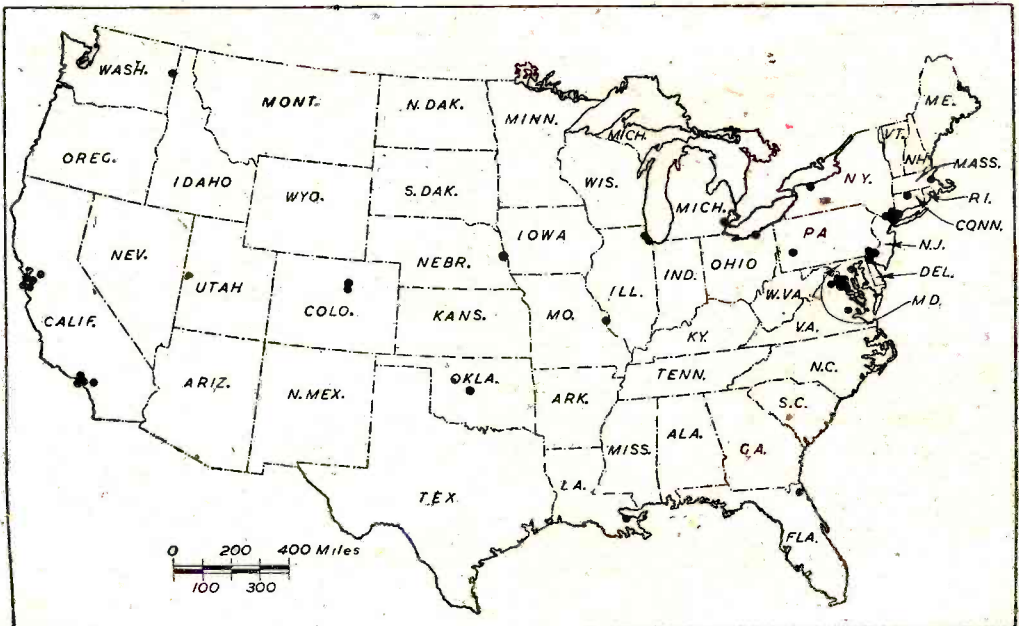 WASH.
MONT.
N. DAK.
MINN.
ME.
MICH.
VT.
N.H.
MASS.
OREG.
IDAHO
S. DAK.
WIS.
N.Y.
WYO.
MICH.
R.I.
CONN.
IOWA
PA
N.J.
NEV.
NEBR.
OHIO
UTAH
ILL.
IND.
DEL.
COLO.
W.VA.
MD.
CALIF.
KANS.
MO.
VA.
KY.
ARIZ.
N. MEX.
OKLA.
TENN.
N.C.
ARK.
S.C.
MISS.
ALA.
GA.
LA.
TEX.
FLA.
0 200 400 Miles
100 300